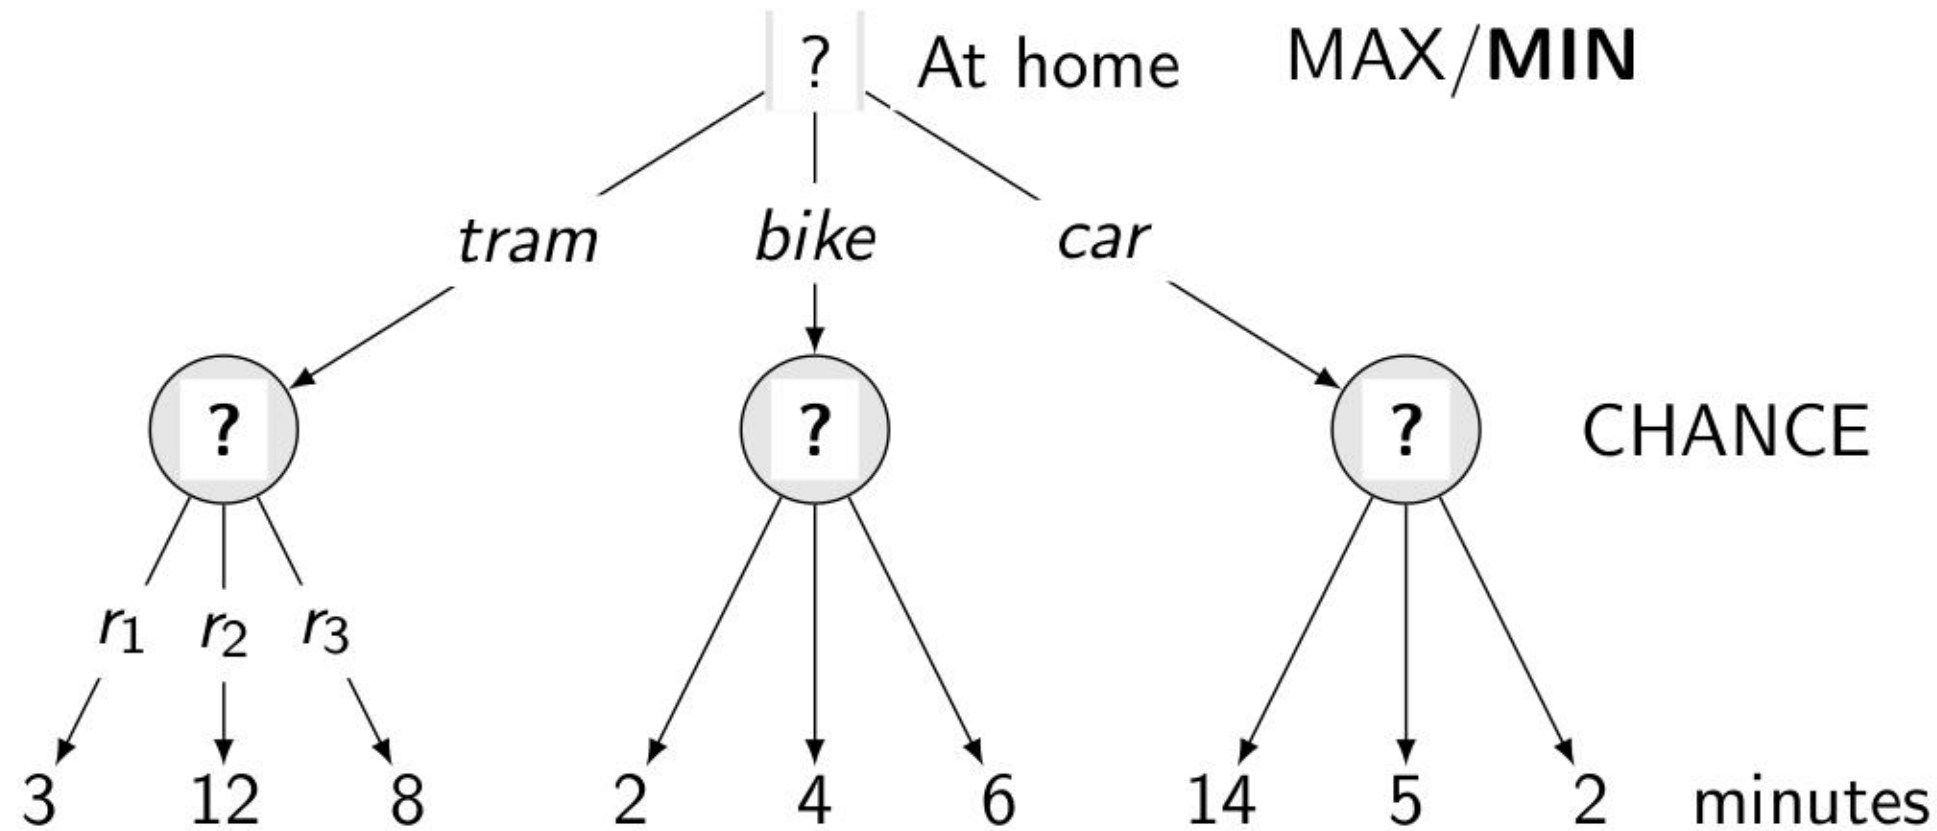 ? At home MAX/MIN
tram bike car
? ? ? CHANCE
r1 r2 r3
3 12 8 2 4 6 14 5 2 minutes